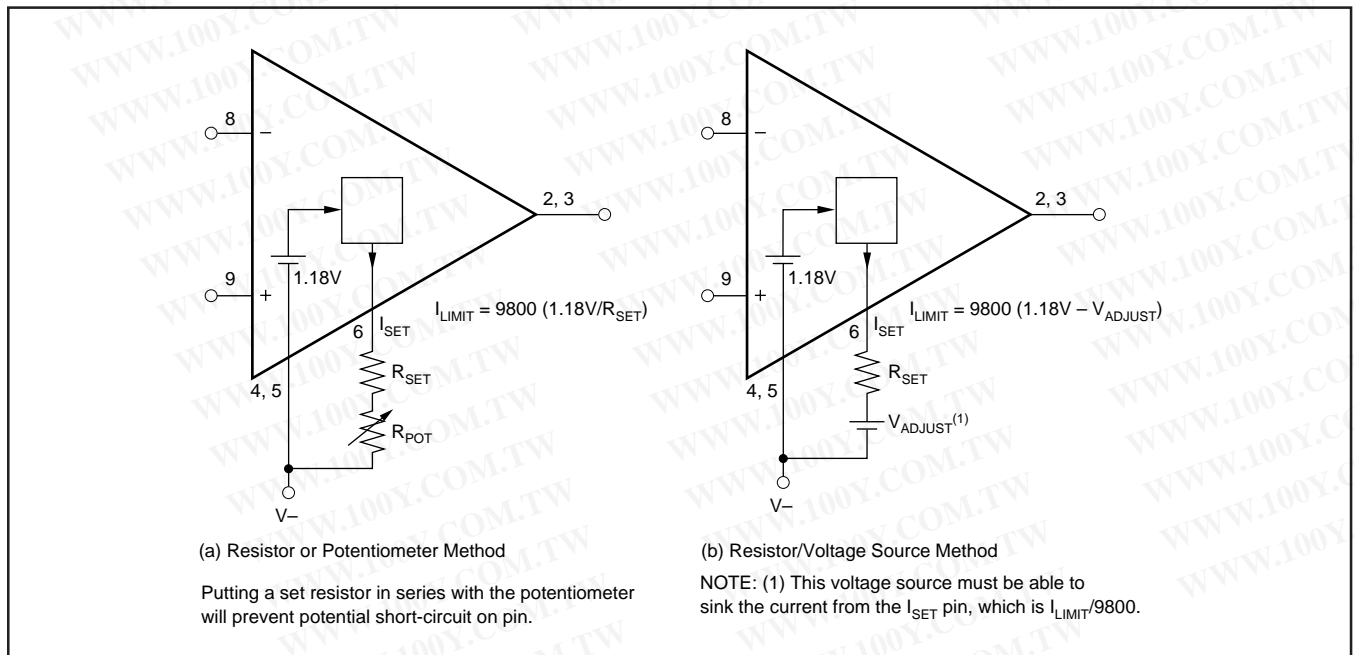 8
–
2, 3
1.18V
9
+
I_LIMIT = 9800 (1.18V/R_SET)
I_SET
6
R_SET
4, 5
R_POT
V–
(a) Resistor or Potentiometer Method
Putting a set resistor in series with the potentiometer
will prevent potential short-circuit on pin.
8
–
2, 3
1.18V
9
+
I_LIMIT = 9800 (1.18V – V_ADJUST)
I_SET
6
R_SET
4, 5
V_ADJUST(1)
V–
(b) Resistor/Voltage Source Method
NOTE: (1) This voltage source must be able to
sink the current from the I_SET pin, which is I_LIMIT/9800.
WWW.100Y.COM.TW